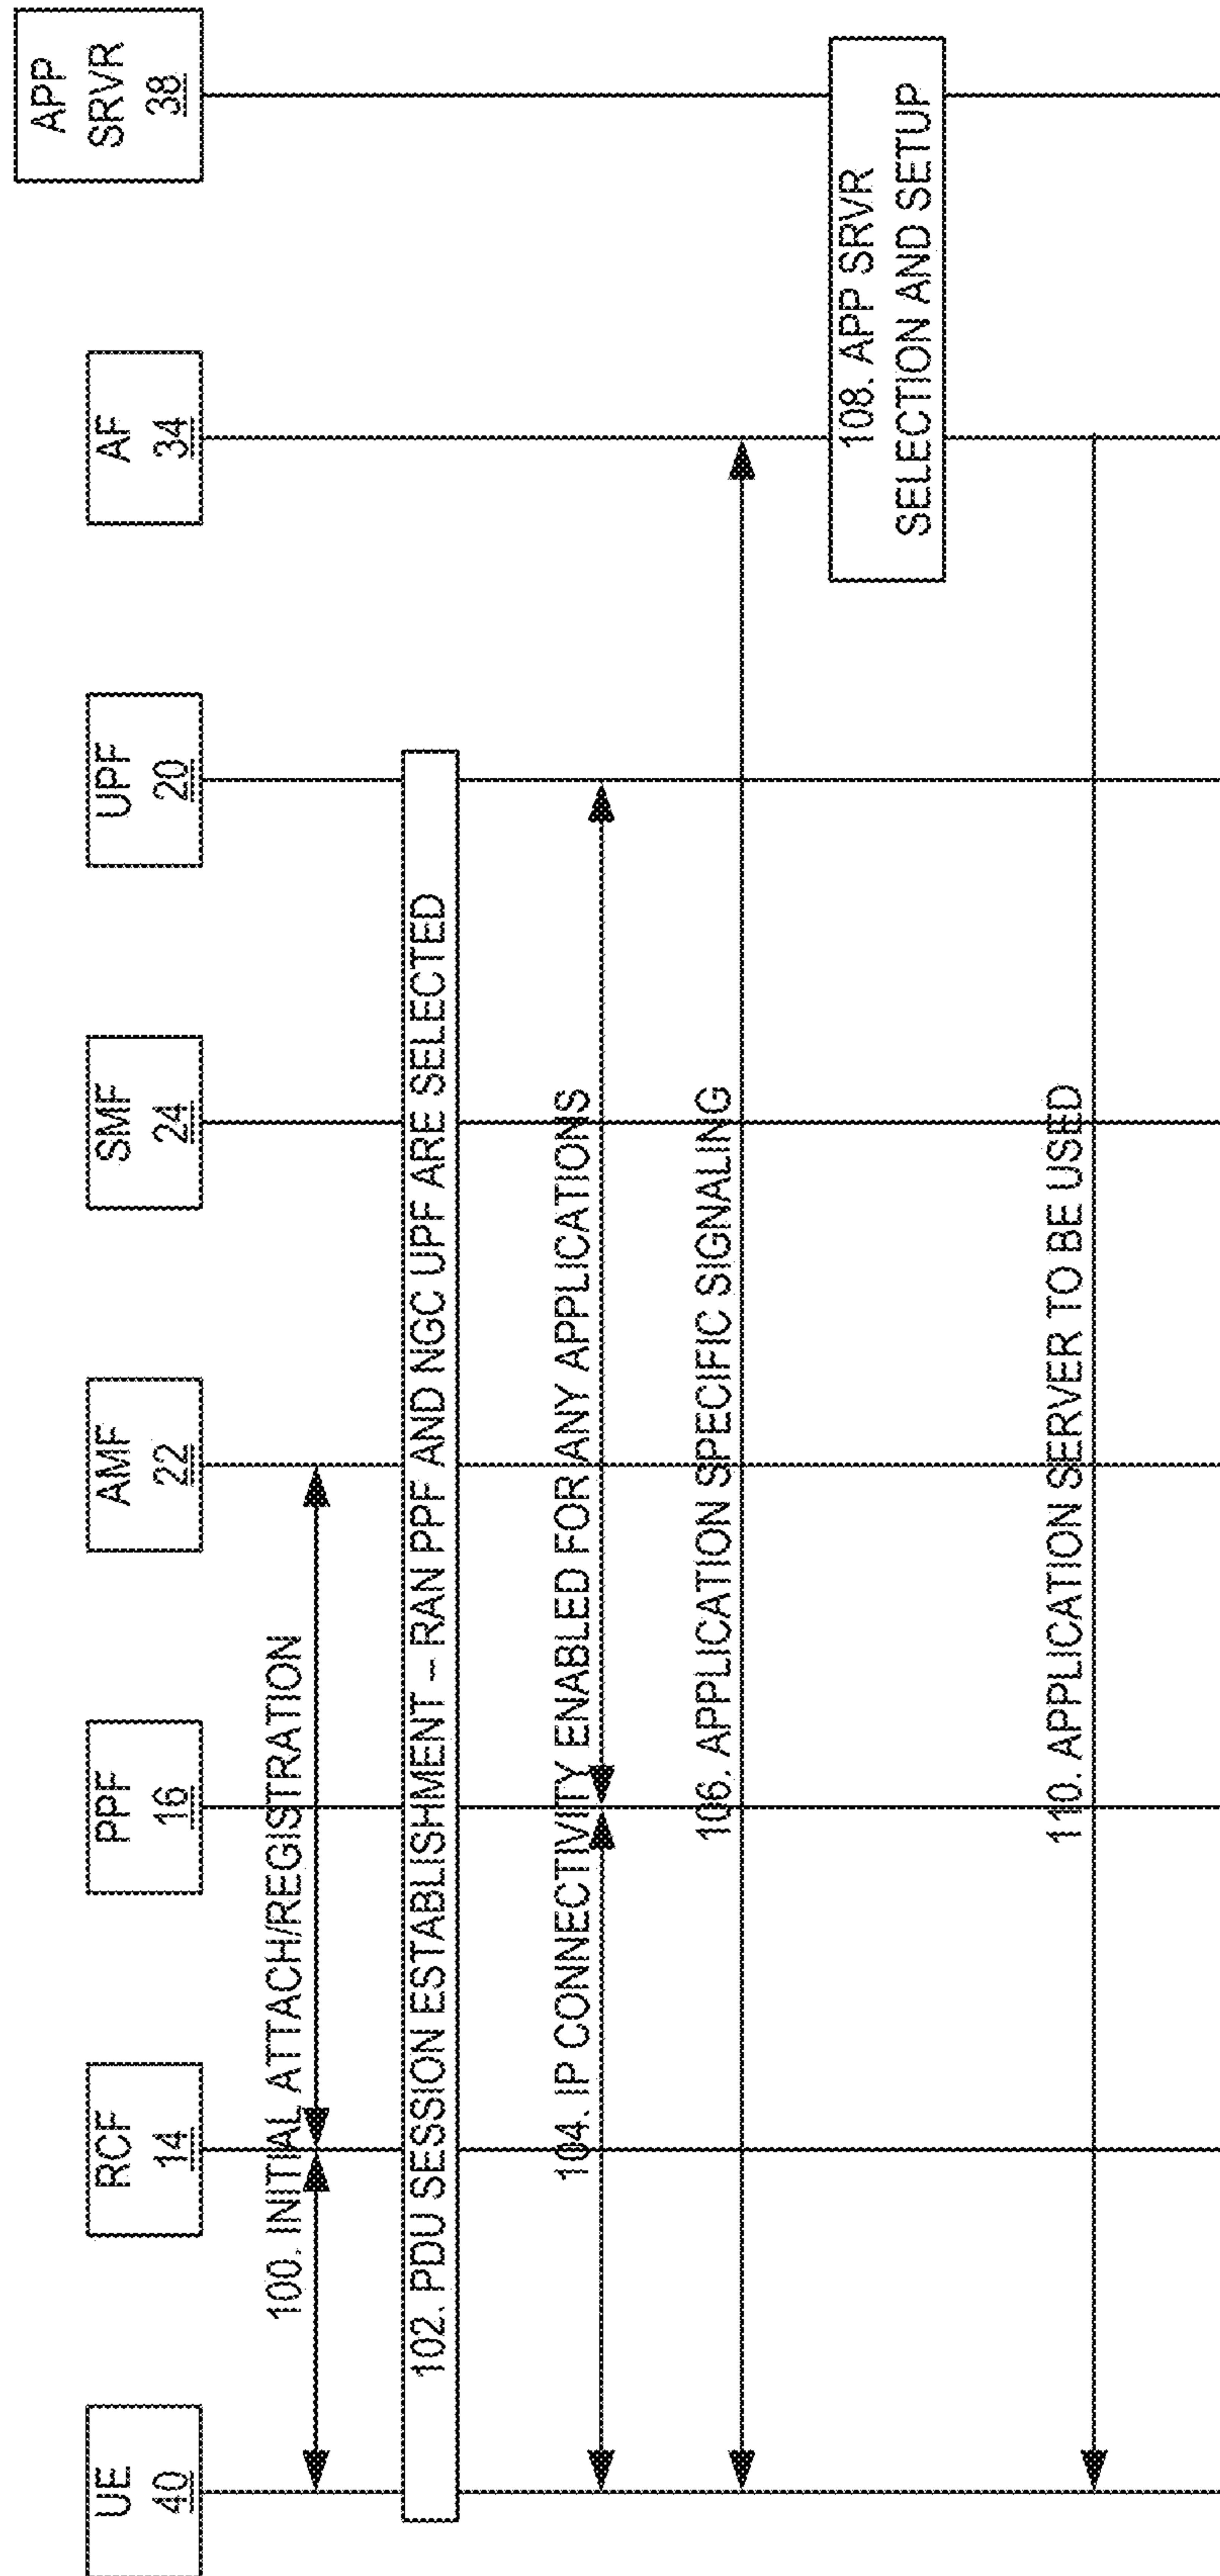 UE
40
RCF
14
PPF
16
AMF
22
SMF
24
UPF
20
AF
34
APP
SRVR
38
100. INITIAL ATTACH/REGISTRATION
102. PDU SESSION ESTABLISHMENT – RAN PPF AND NGC UPF ARE SELECTED
104. IP CONNECTIVITY ENABLED FOR ANY APPLICATIONS
106. APPLICATION SPECIFIC SIGNALING
108. APP SRVR
SELECTION AND SETUP
110. APPLICATION SERVER TO BE USED